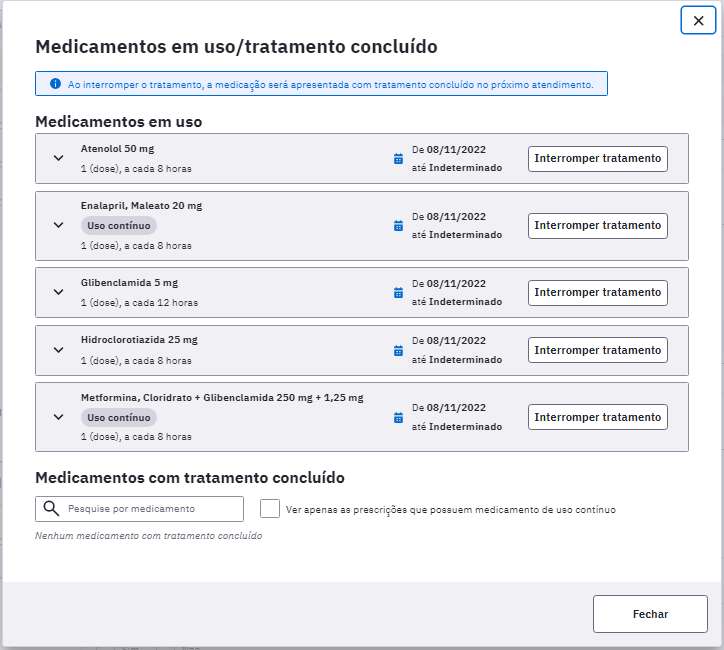 Medicamentos em uso/tratamento concluído
Ao interromper o tratamento, a medicação será apresentada com tratamento concluído no próximo atendimento.
Medicamentos em uso
Atenolol 50 mg
1 (dose), a cada 8 horas
De 08/11/2022
até Indeterminado
Interromper tratamento
Enalapril, Maleato 20 mg
Uso contínuo
1 (dose), a cada 8 horas
De 08/11/2022
até Indeterminado
Interromper tratamento
Glibenclamida 5 mg
1 (dose), a cada 12 horas
De 08/11/2022
até Indeterminado
Interromper tratamento
Hidroclorotiazida 25 mg
1 (dose), a cada 8 horas
De 08/11/2022
até Indeterminado
Interromper tratamento
Metformina, Cloridrato + Glibenclamida 250 mg + 1,25 mg
Uso contínuo
1 (dose), a cada 8 horas
De 08/11/2022
até Indeterminado
Interromper tratamento
Medicamentos com tratamento concluído
Pesquise por medicamento
Ver apenas as prescrições que possuem medicamento de uso contínuo
Nenhum medicamento com tratamento concluído
Fechar